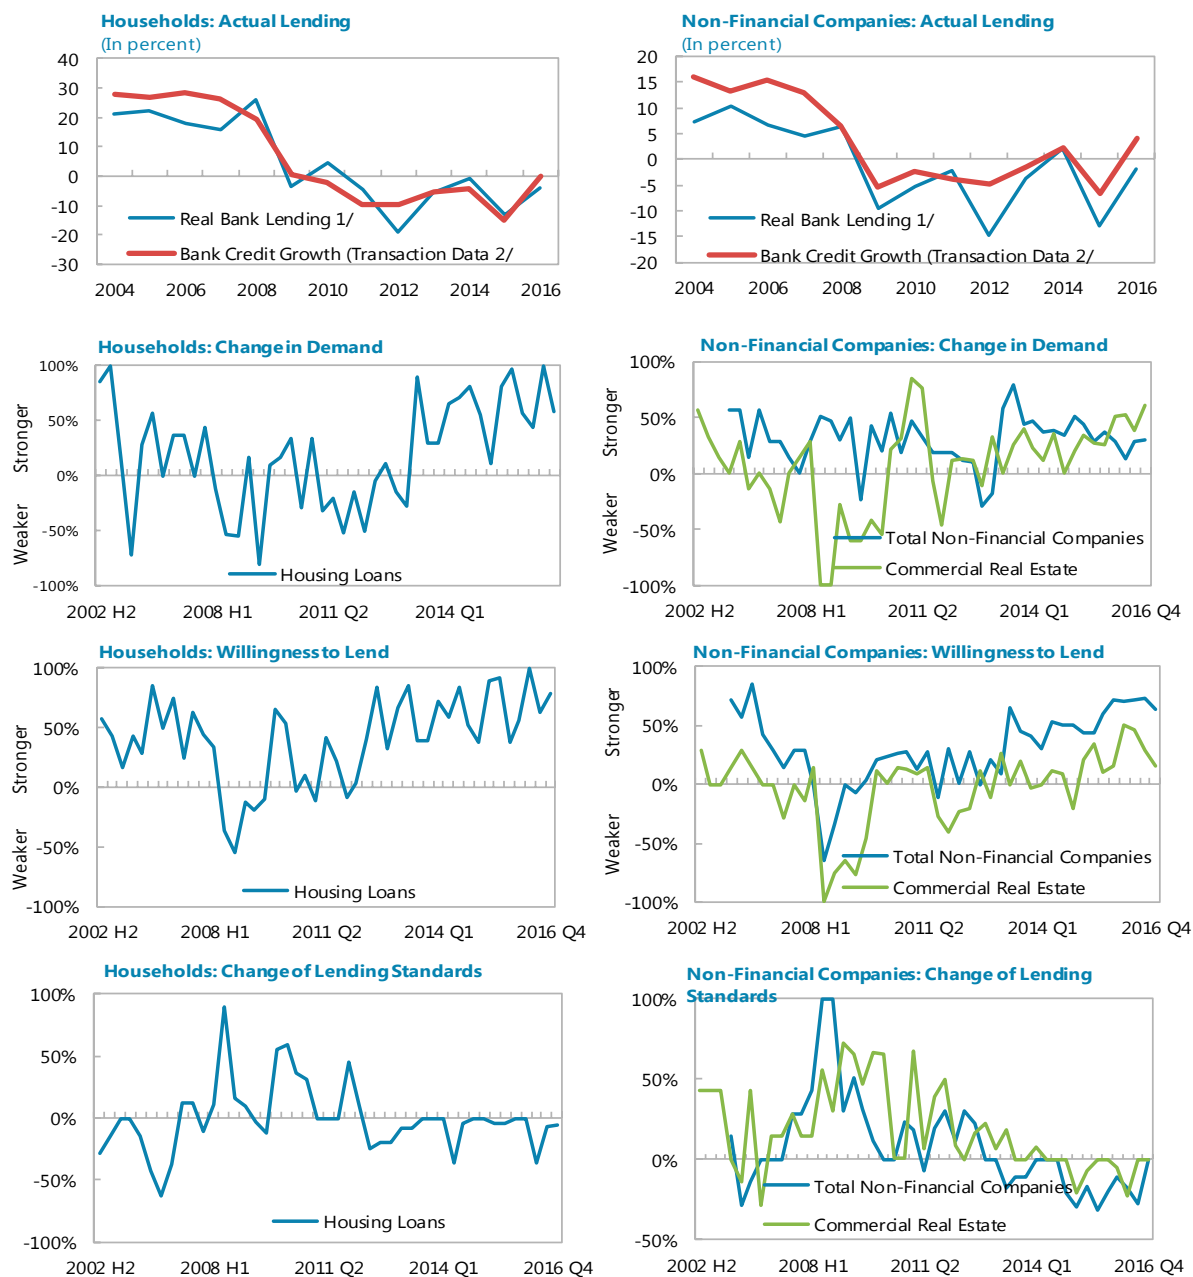 Households: Actual Lending
(In percent)
40
30
20
10
0
-10
-20
-30
Real Bank Lending 1/
Bank Credit Growth (Transaction Data 2/
2004 2006 2008 2010 2012 2014 2016
Non-Financial Companies: Actual Lending
(In percent)
20
15
10
5
0
-5
-10
-15
-20
Real Bank Lending 1/
Bank Credit Growth (Transaction Data 2/
2004 2006 2008 2010 2012 2014 2016
Households: Change in Demand
100%
50%
0%
-50%
-100%
Stronger
Weaker
Housing Loans
2002 H2 2008 H1 2011 Q2 2014 Q1
Non-Financial Companies: Change in Demand
100%
50%
0%
-50%
-100%
Stronger
Weaker
Total Non-Financial Companies
Commercial Real Estate
2002 H2 2008 H1 2011 Q2 2014 Q1 2016 Q4
Households: Willingness to Lend
100%
50%
0%
-50%
-100%
Stronger
Weaker
Housing Loans
2002 H2 2008 H1 2011 Q2 2014 Q1 2016 Q4
Non-Financial Companies: Willingness to Lend
100%
50%
0%
-50%
-100%
Stronger
Weaker
Total Non-Financial Companies
Commercial Real Estate
2002 H2 2008 H1 2011 Q2 2014 Q1 2016 Q4
Households: Change of Lending Standards
100%
50%
0%
-50%
-100%
Housing Loans
2002 H2 2008 H1 2011 Q2 2014 Q1 2016 Q4
Non-Financial Companies: Change of Lending
Standards
100%
50%
0%
-50%
Total Non-Financial Companies
Commercial Real Estate
2002 H2 2008 H1 2011 Q2 2014 Q1 2016 Q4